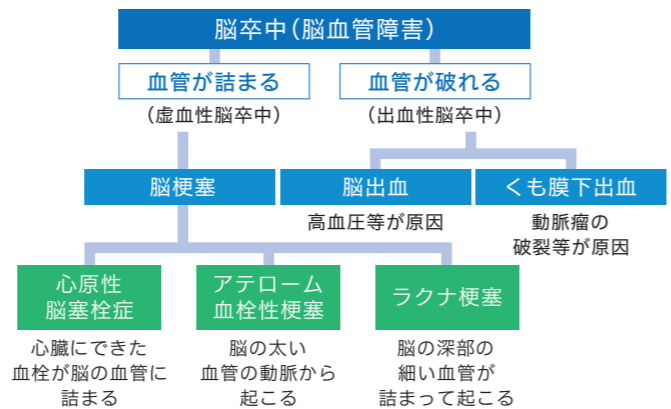 脳卒中（脳血管障害）
血管が詰まる
血管が破れる
（虚血性脳卒中）
（出血性脳卒中）
脳梗塞
脳出血
くも膜下出血
高血圧等が原因
動脈瘤の
破裂等が原因
心原性
脳塞栓症
アテローム
血栓性梗塞
ラクナ梗塞
心臓にできた
血栓が脳の血管に
詰まる
脳の太い
血管の動脈から
起こる
脳の深部の
細い血管が
詰まって起こる